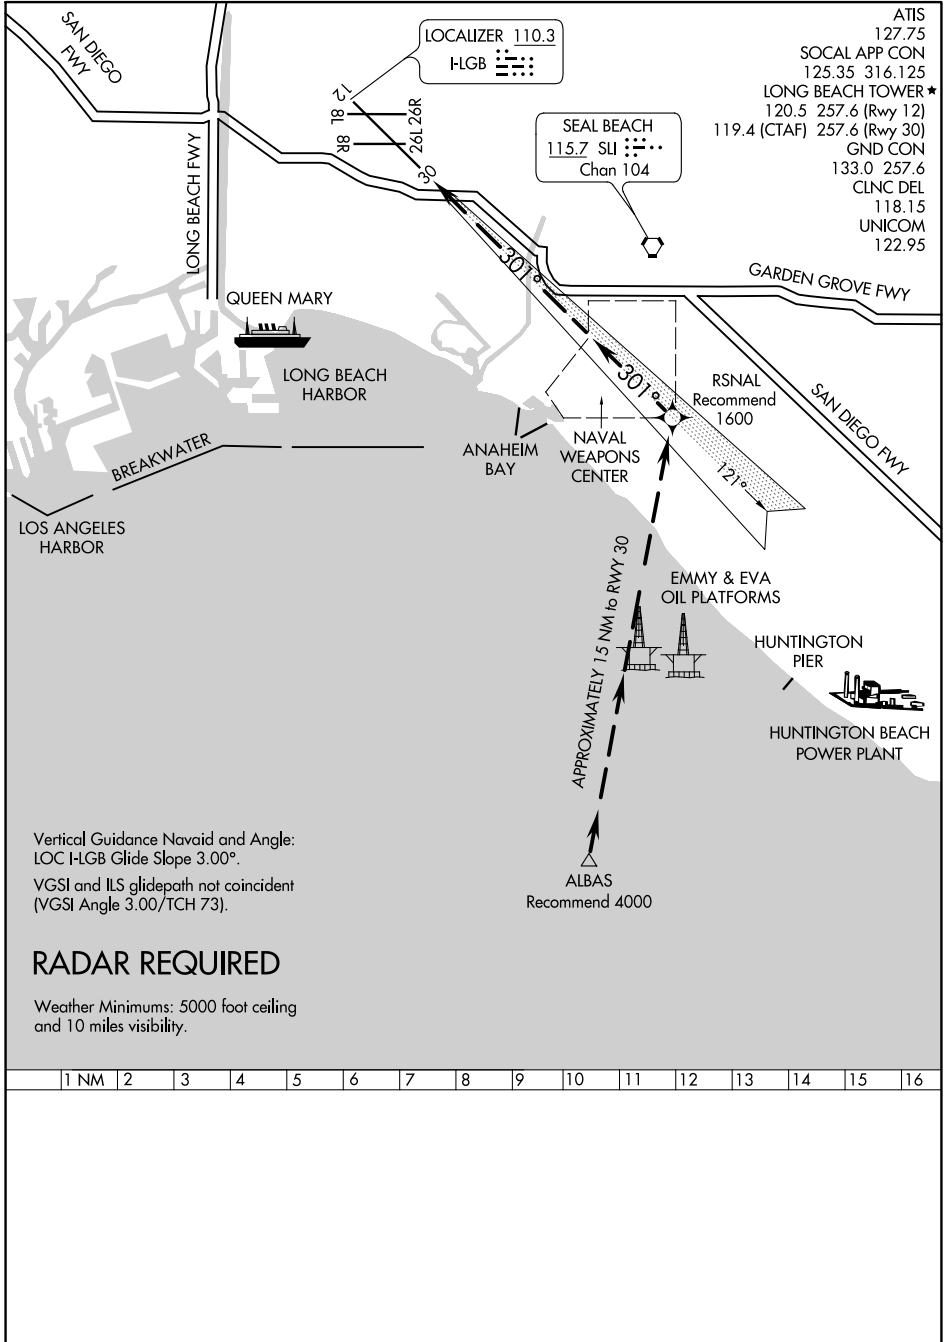 ATIS
127.75
SOCAL APP CON
125.35 316.125
LONG BEACH TOWER ★
120.5 257.6 (Rwy 12)
119.4 (CTAF) 257.6 (Rwy 30)
GND CON
133.0 257.6
CLNC DEL
118.15
UNICOM
122.95
SAN DIEGO
FWY
LOCALIZER 110.3
I-LGB
12
8L 26R
8R 26L
30
SEAL BEACH
115.7 SLI
Chan 104
LONG BEACH FWY
301°
GARDEN GROVE FWY
QUEEN MARY
LONG BEACH
HARBOR
301°
RSNAL
Recommend
1600
SAN DIEGO FWY
BREAKWATER
ANAHEIM
BAY
NAVAL
WEAPONS
CENTER
121°
LOS ANGELES
HARBOR
APPROXIMATELY 15 NM to RWY 30
EMMY & EVA
OIL PLATFORMS
HUNTINGTON
PIER
HUNTINGTON BEACH
POWER PLANT
Vertical Guidance Navaid and Angle:
LOC I-LGB Glide Slope 3.00°.
VGSI and ILS glidepath not coincident
(VGSI Angle 3.00/TCH 73).
ALBAS
Recommend 4000
RADAR REQUIRED
Weather Minimums: 5000 foot ceiling
and 10 miles visibility.
1 NM 2 3 4 5 6 7 8 9 10 11 12 13 14 15 16